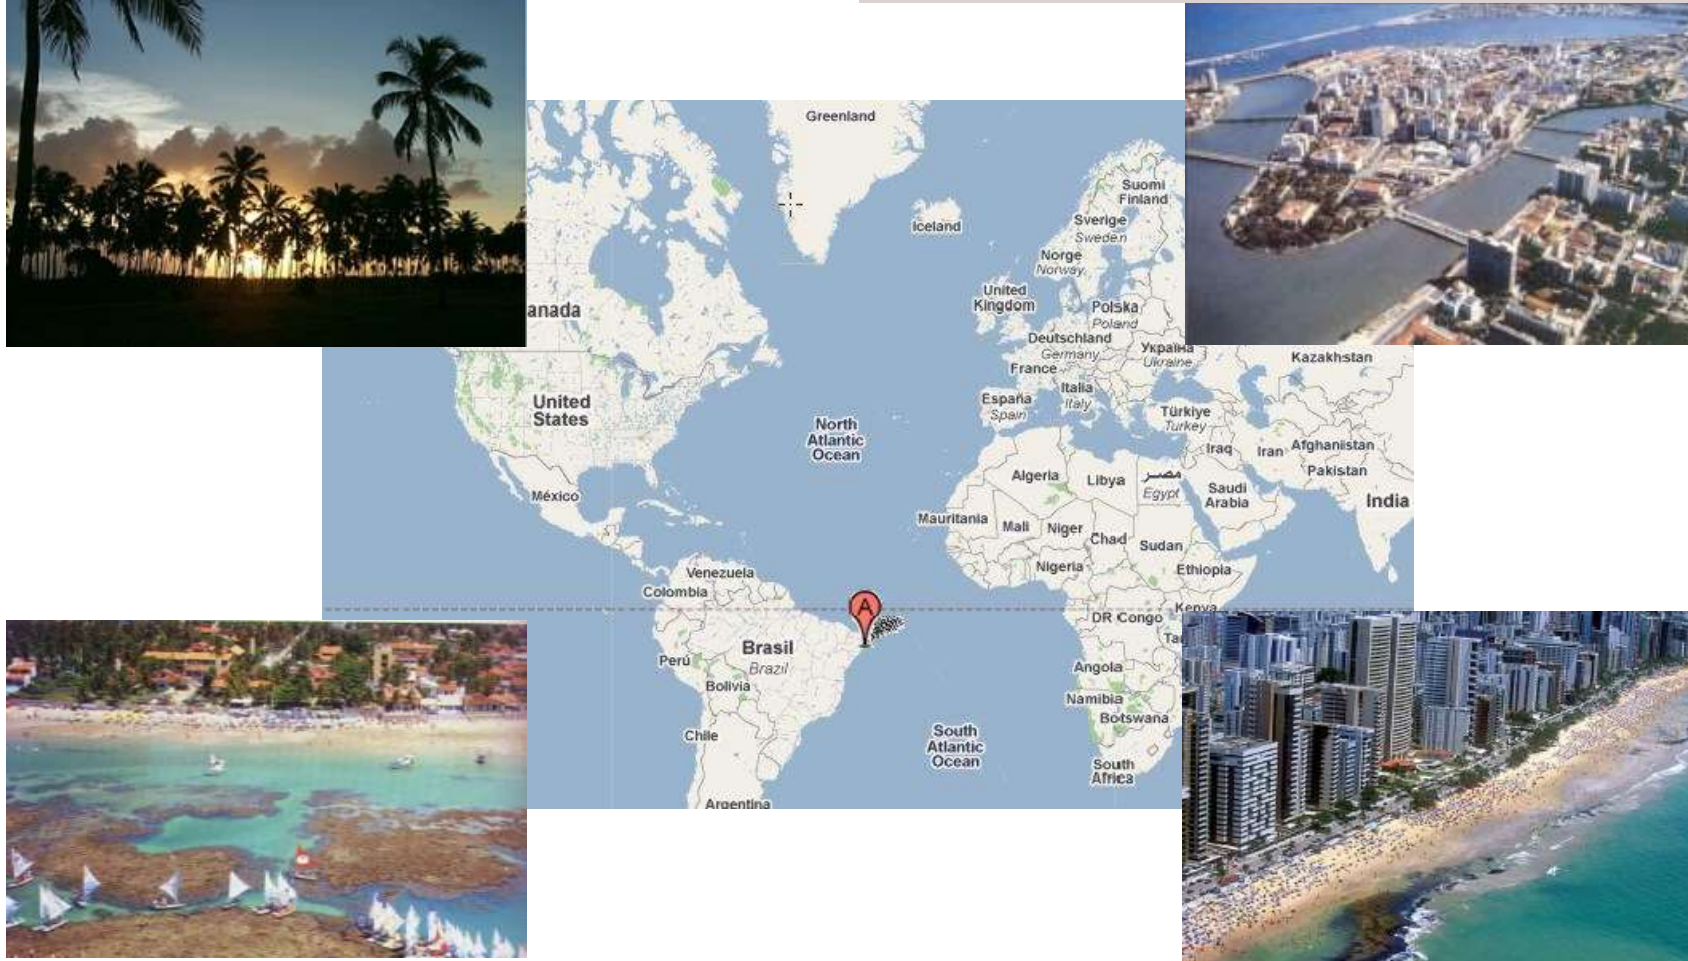 Greenland
Suomi
Finland
Iceland
Sverige
Sweden
Norge
Norway
United
Kingdom
Polska
Poland
anada
Deutschland
Germany
Україна
Ukraine
Kazakhstan
France
Italia
Italy
España
Spain
United
States
Türkiye
Turkey
North
Atlantic
Ocean
Iraq
Iran
Afghanistan
Pakistan
Algeria
Libya
مصر
Egypt
Saudi
Arabia
India
México
Mauritania
Mali
Niger
Chad
Sudan
Nigeria
Ethiopia
Venezuela
Colombia
A
Kenya
DR Congo
Ta
Brasil
Brazil
Perú
Bolivia
Angola
Namibia
Botswana
Chile
South
Atlantic
Ocean
South
Africa
Argentina